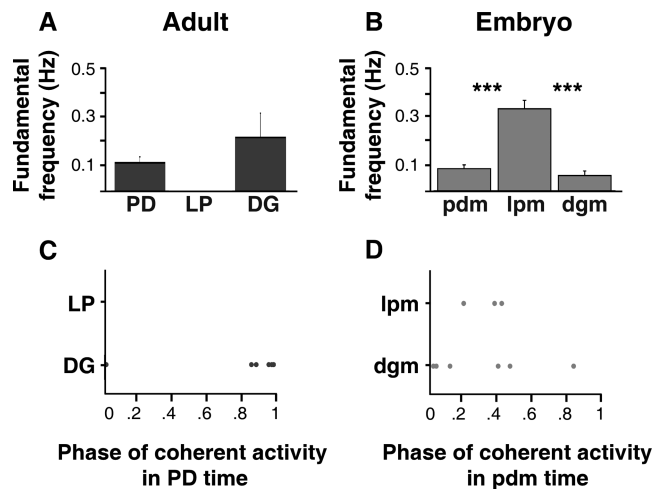 A Adult
Fundamental frequency (Hz)
0.5
0.3
0.1
PD LP DG
B Embryo
Fundamental frequency (Hz)
0.5
0.3
0.1
*** ***
pdm lpm dgm
C
LP
DG
0 .2 .4 .6 .8 1
Phase of coherent activity
in PD time
D
lpm
dgm
0 .2 .4 .6 .8 1
Phase of coherent activity
in pdm time